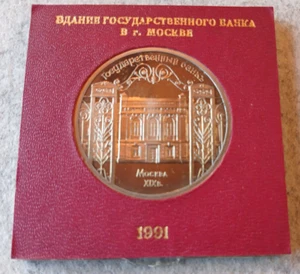 ЗДАНИЕ ГОСУДАРСТВЕННОГО БАНКА
В г. МОСКВЕ
Государственный банк
МОСКВА
XIX в.
1991